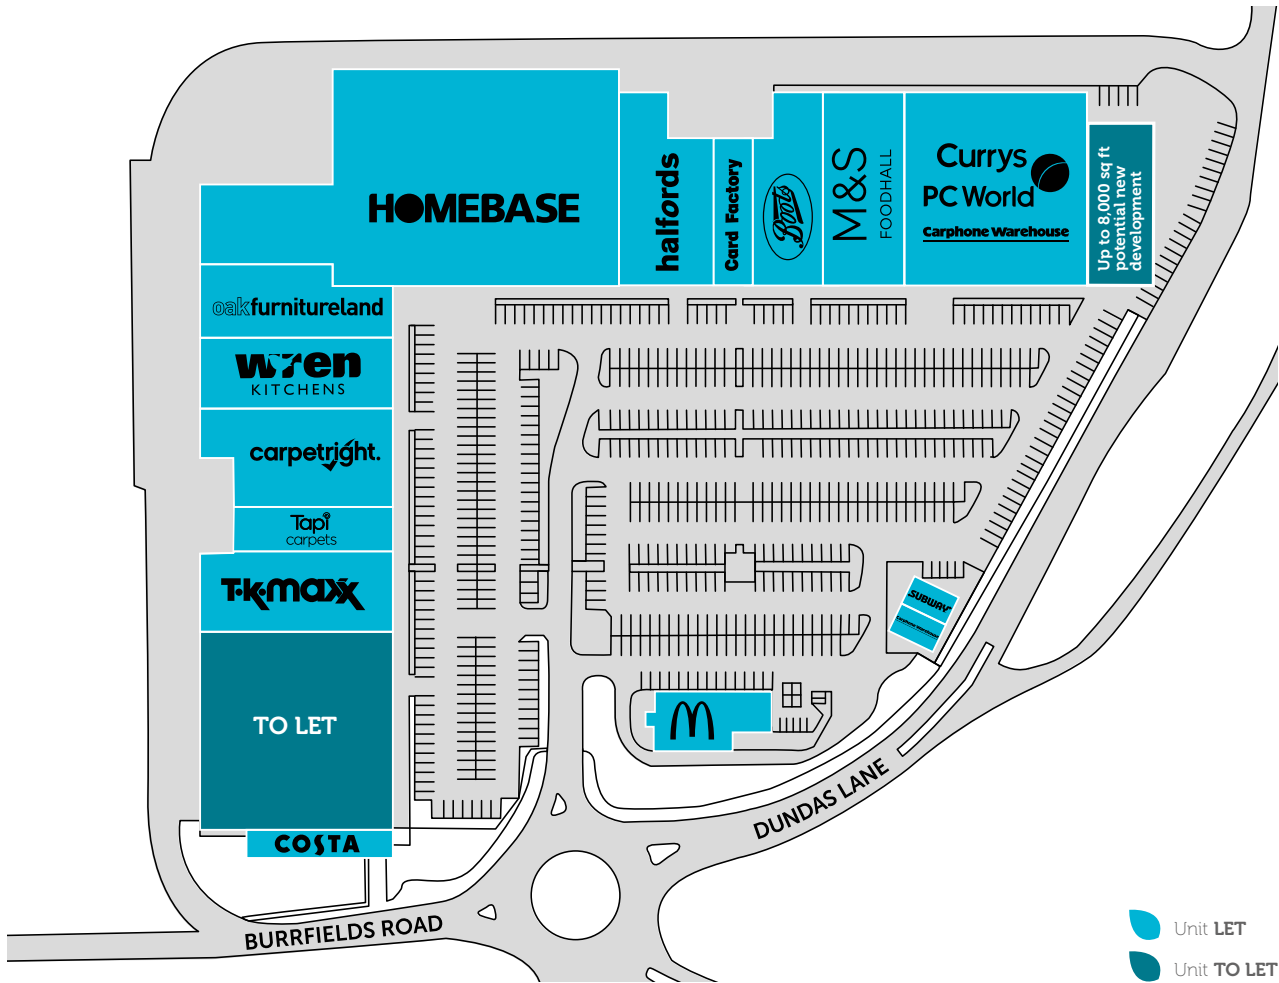 HOMEBASE
halfords
Card Factory
Boots
M&S
FOODHALL
Currys
PC World
Carphone Warehouse
Up to 8,000 sq ft
potential new
development
oakfurnitureland
wren
KITCHENS
carpetright.
Tapi
carpets
T·K·maxx
TO LET
COSTA
SUBWAY
Carphone Warehouse
M
DUNDAS LANE
BURRFIELDS ROAD
Unit LET
Unit TO LET